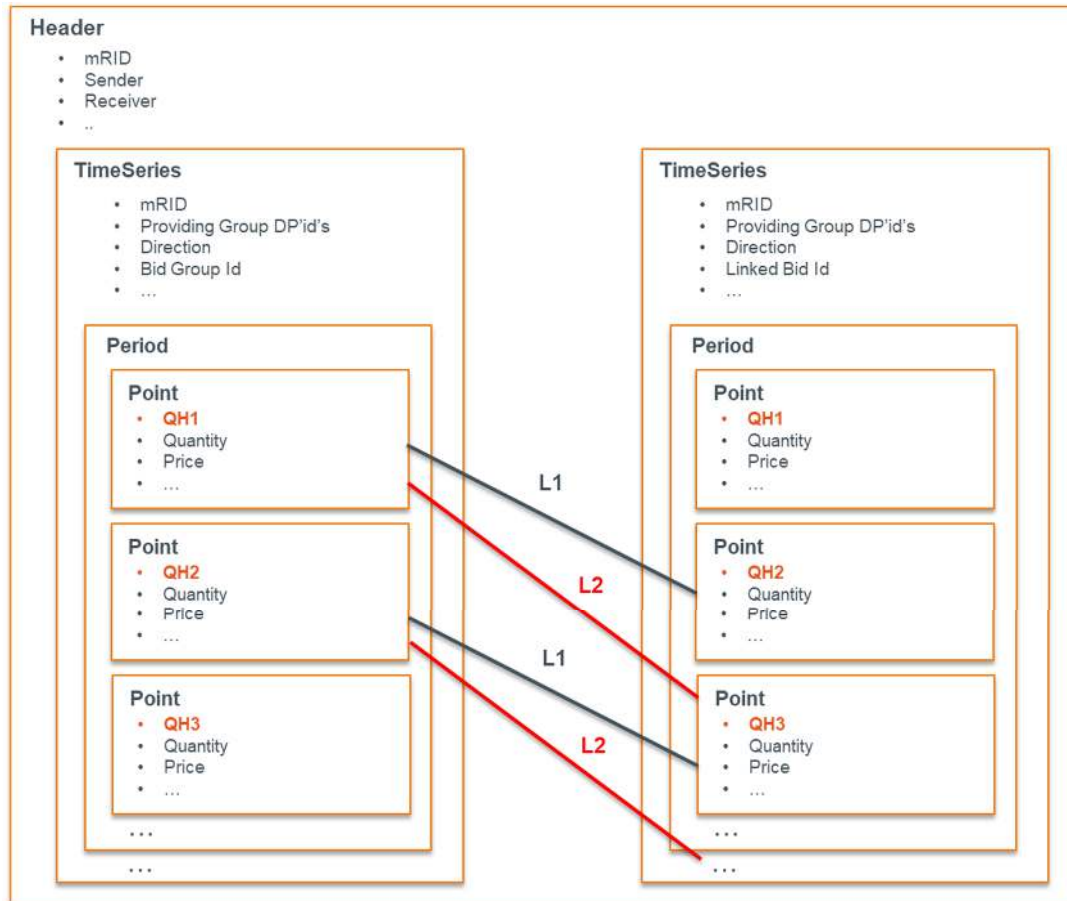 Header
• mRID
• Sender
• Receiver
• ..
TimeSeries
• mRID
• Providing Group DP'id's
• Direction
• Bid Group Id
• ...
Period
Point
• QH1
• Quantity
• Price
• ...
Point
• QH2
• Quantity
• Price
• ...
Point
• QH3
• Quantity
• Price
• ...
...
...
L1
L2
L1
L2
TimeSeries
• mRID
• Providing Group DP'id's
• Direction
• Linked Bid Id
• ...
Period
Point
• QH1
• Quantity
• Price
• ...
Point
• QH2
• Quantity
• Price
• ...
Point
• QH3
• Quantity
• Price
• ...
...
...